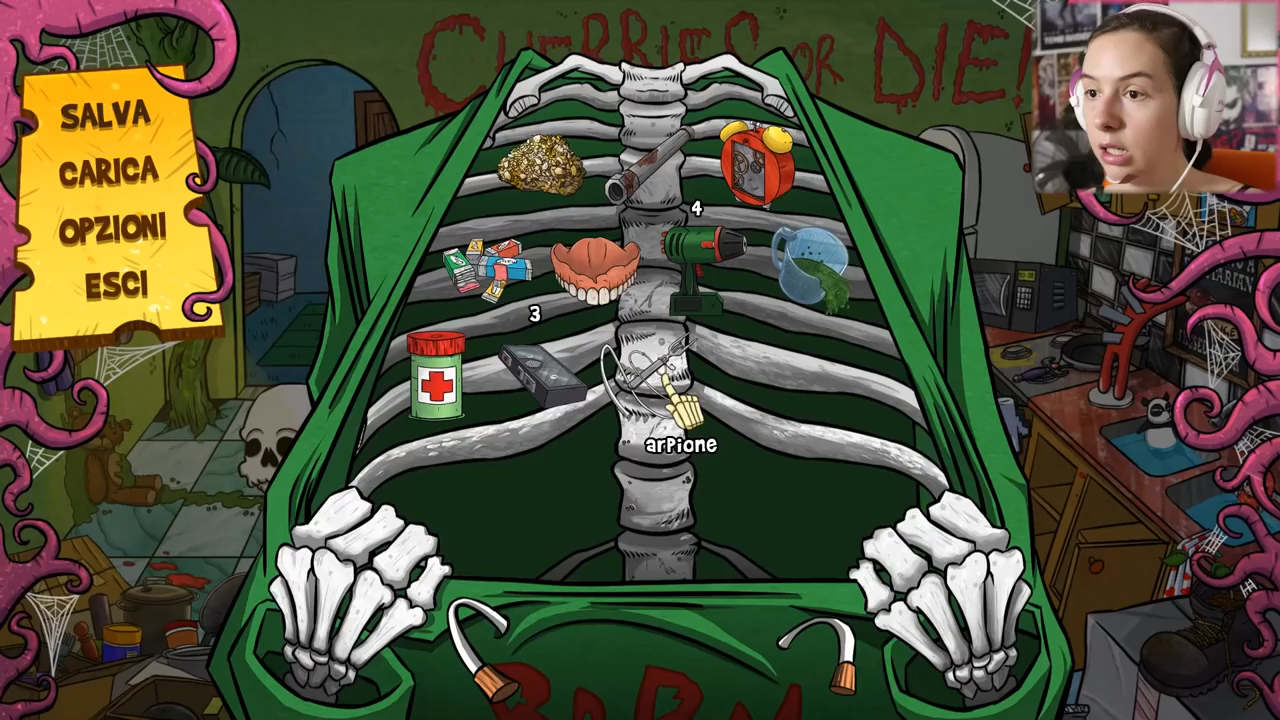 CHERRIES OR DIE!
SALVA
CARICA
OPZIONI
ESCI
4
3
arpione